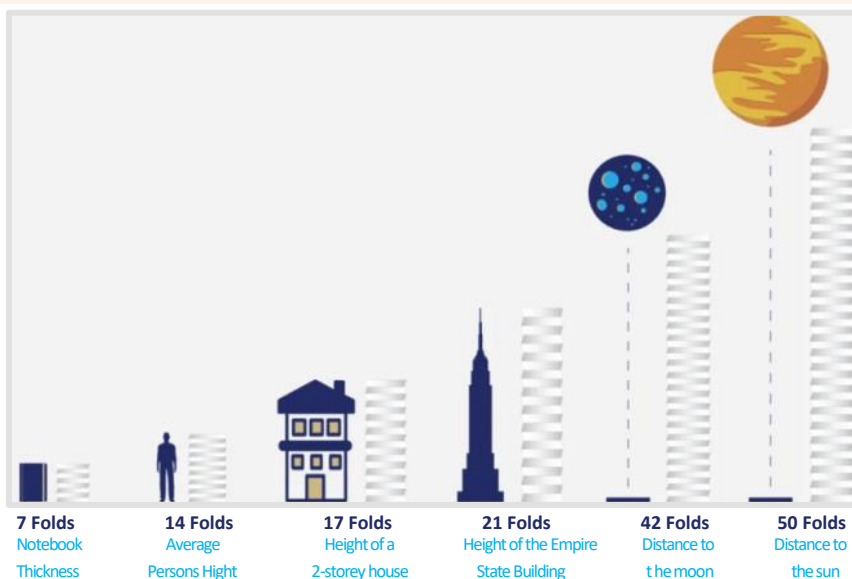 7 Folds
Notebook
Thickness
14 Folds
Average
Persons Hight
17 Folds
Height of a
2-storey house
21 Folds
Height of the Empire
State Building
42 Folds
Distance to
t he moon
50 Folds
Distance to
the sun